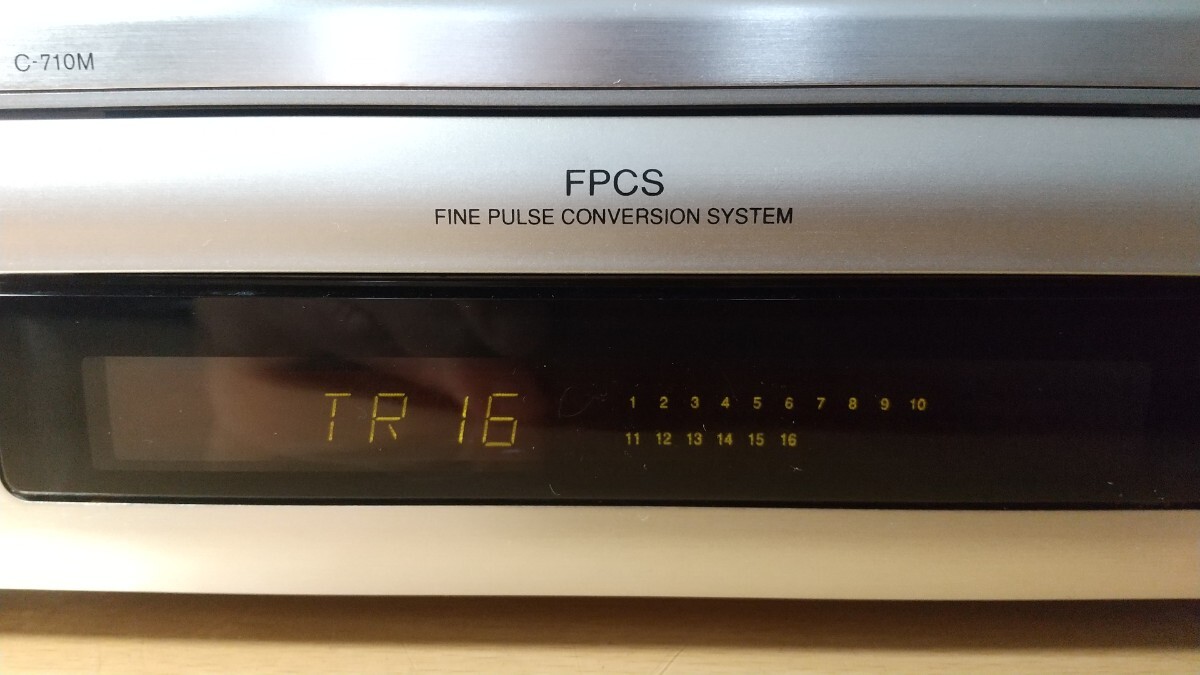 C-710M
FPCS
FINE PULSE CONVERSION SYSTEM
TR 16
1 2 3 4 5 6 7 8 9 10
11 12 13 14 15 16